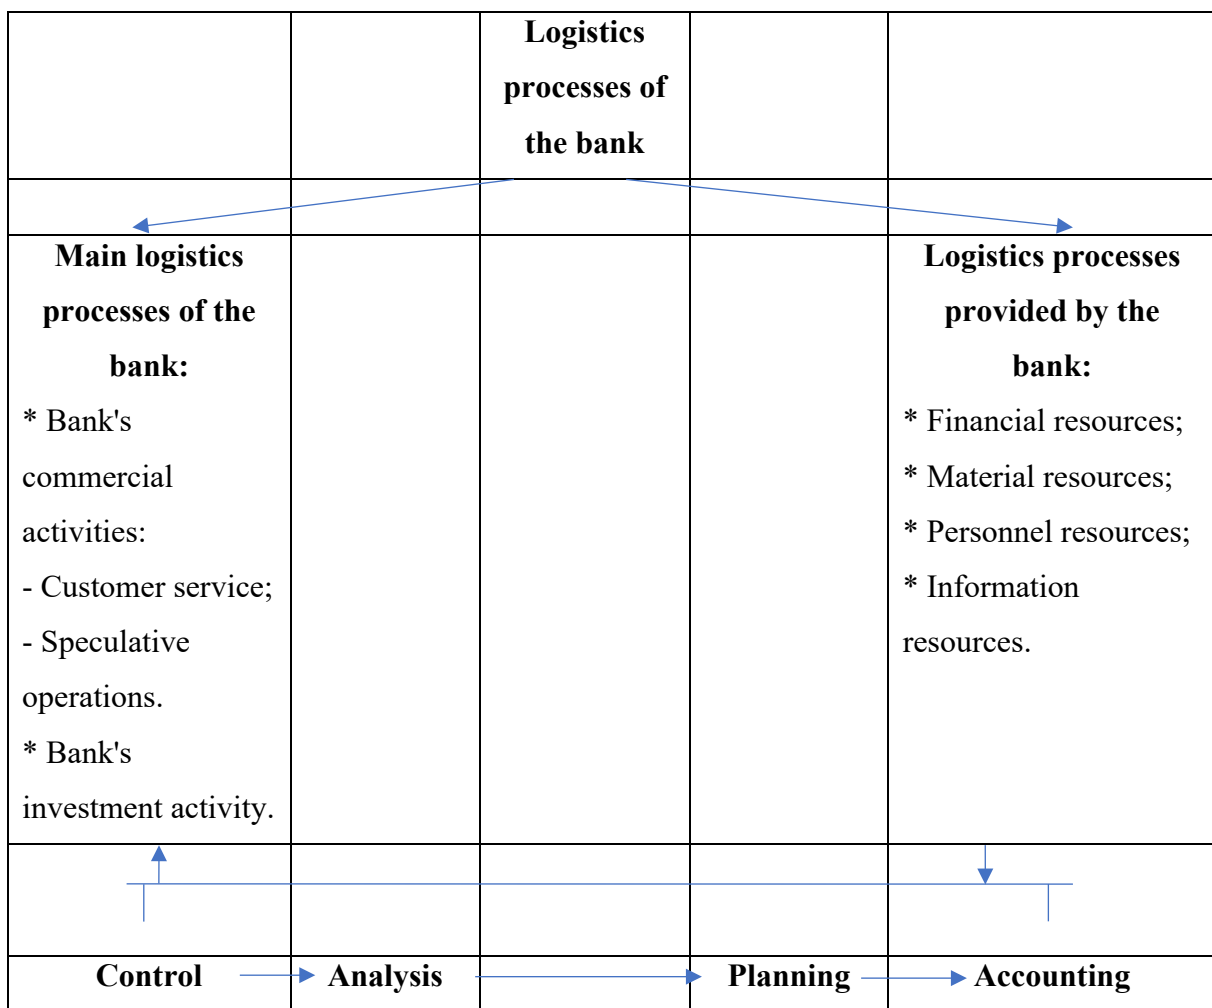 Logistics
processes of
the bank
Main logistics
processes of the
bank:
* Bank's
commercial
activities:
- Customer service;
- Speculative
operations.
* Bank's
investment activity.
Logistics processes
provided by the
bank:
* Financial resources;
* Material resources;
* Personnel resources;
* Information
resources.
Control
Analysis
Planning
Accounting